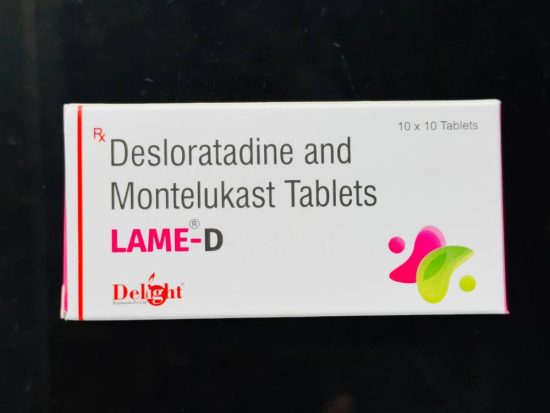 10 x 10 Tablets
Rx
Desloratadine and
Montelukast Tablets
LAME®-D
Delight®